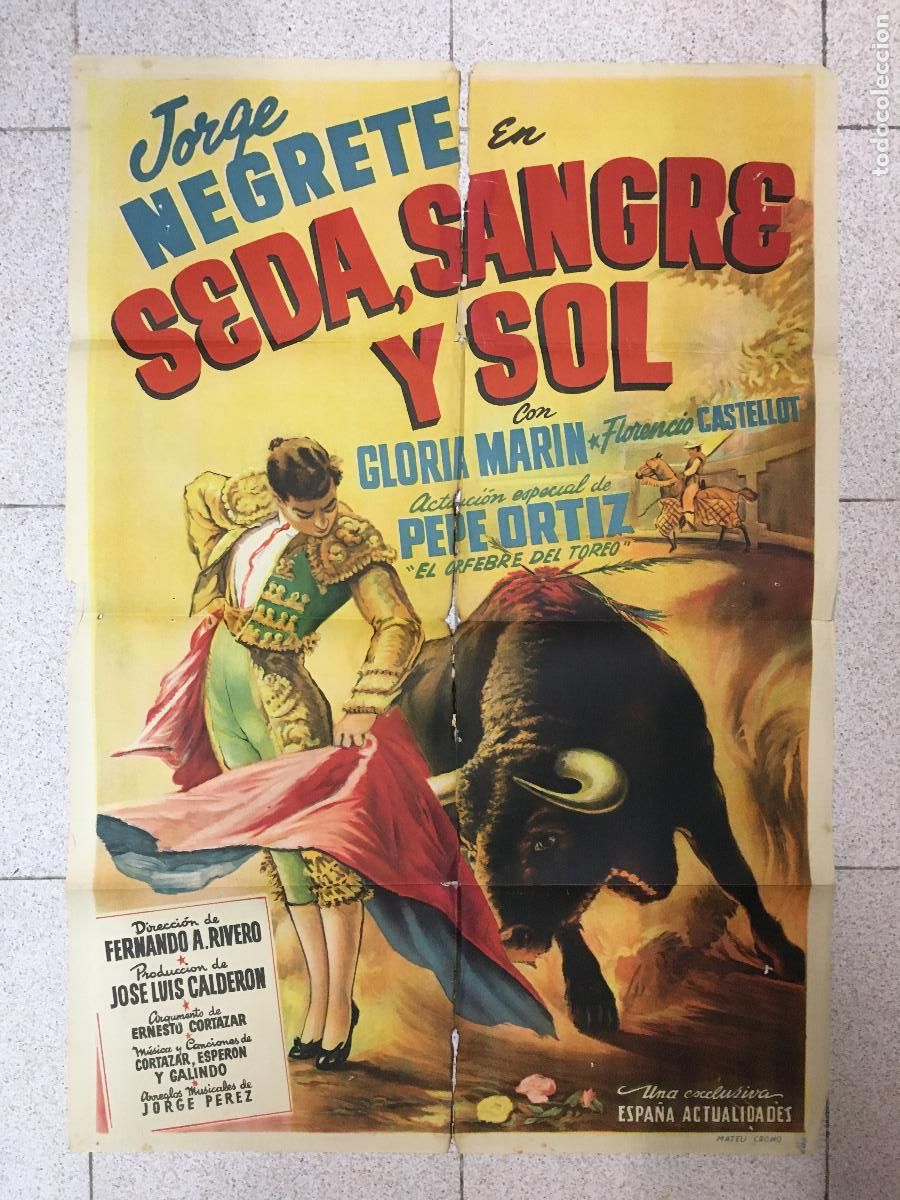 Jorge
NEGRETE En
SEDA, SANGRE
Y SOL
Con
GLORIA MARIN * Florencio CASTELLOT
Actuación especial de
PEPE ORTIZ
"EL ORFEBRE DEL TOREO"
Dirección de
FERNANDO A. RIVERO
Produccion de
JOSE LUIS CALDERON
Argumento de
ERNESTO CORTAZAR
Música y Canciones de
CORTAZAR, ESPERON
Y GALINDO
Arreglos Musicales de
JORGE PEREZ
Una exclusiva
ESPAÑA ACTUALIDADES
MATEU CROMO
todocoleccion